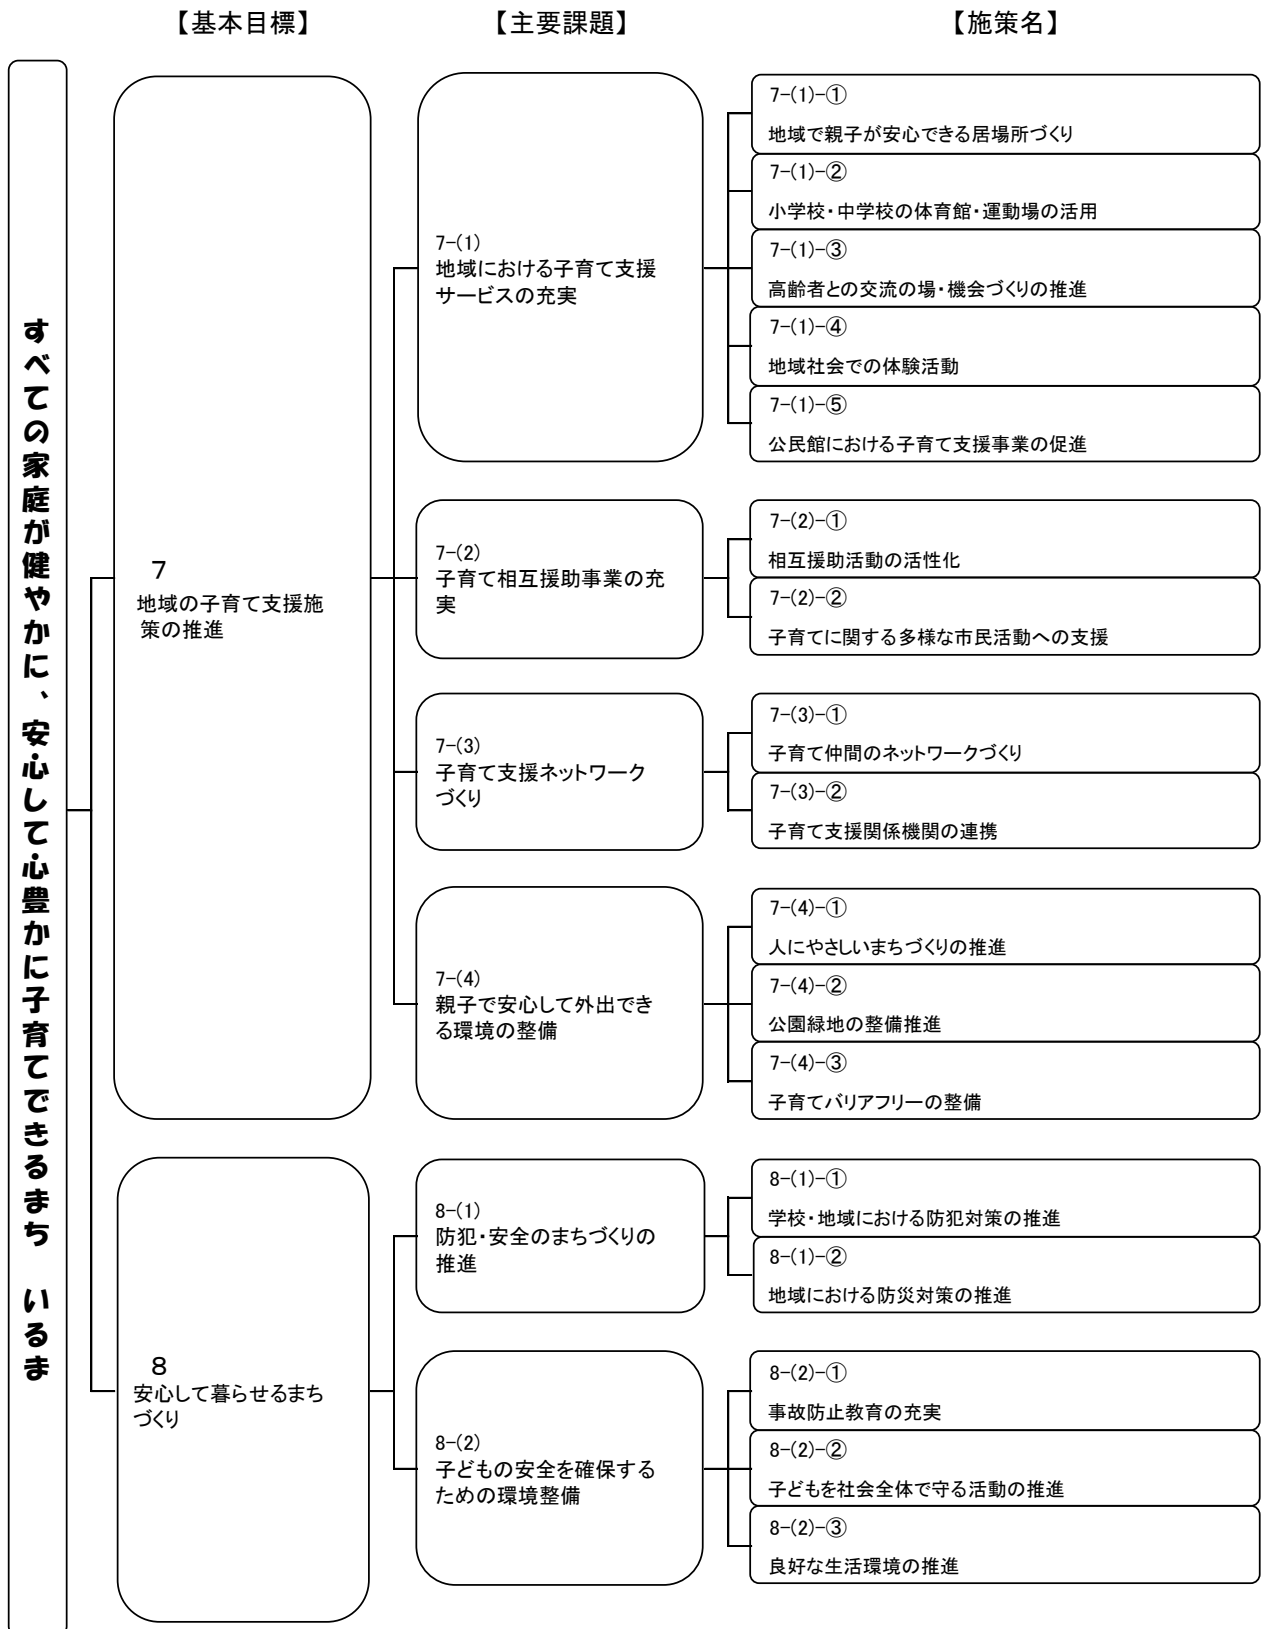 【基本目標】
【主要課題】
【施策名】
すべての家庭が健やかに、安心して心豊かに子育てできるまち　いるま
7
地域の子育て支援施
策の推進
7-(1)
地域における子育て支援
サービスの充実
7-(1)-①
地域で親子が安心できる居場所づくり
7-(1)-②
小学校・中学校の体育館・運動場の活用
7-(1)-③
高齢者との交流の場・機会づくりの推進
7-(1)-④
地域社会での体験活動
7-(1)-⑤
公民館における子育て支援事業の促進
7-(2)
子育て相互援助事業の充
実
7-(2)-①
相互援助活動の活性化
7-(2)-②
子育てに関する多様な市民活動への支援
7-(3)
子育て支援ネットワーク
づくり
7-(3)-①
子育て仲間のネットワークづくり
7-(3)-②
子育て支援関係機関の連携
7-(4)
親子で安心して外出でき
る環境の整備
7-(4)-①
人にやさしいまちづくりの推進
7-(4)-②
公園緑地の整備推進
7-(4)-③
子育てバリアフリーの整備
8
安心して暮らせるまち
づくり
8-(1)
防犯・安全のまちづくりの
推進
8-(1)-①
学校・地域における防犯対策の推進
8-(1)-②
地域における防災対策の推進
8-(2)
子どもの安全を確保する
ための環境整備
8-(2)-①
事故防止教育の充実
8-(2)-②
子どもを社会全体で守る活動の推進
8-(2)-③
良好な生活環境の推進